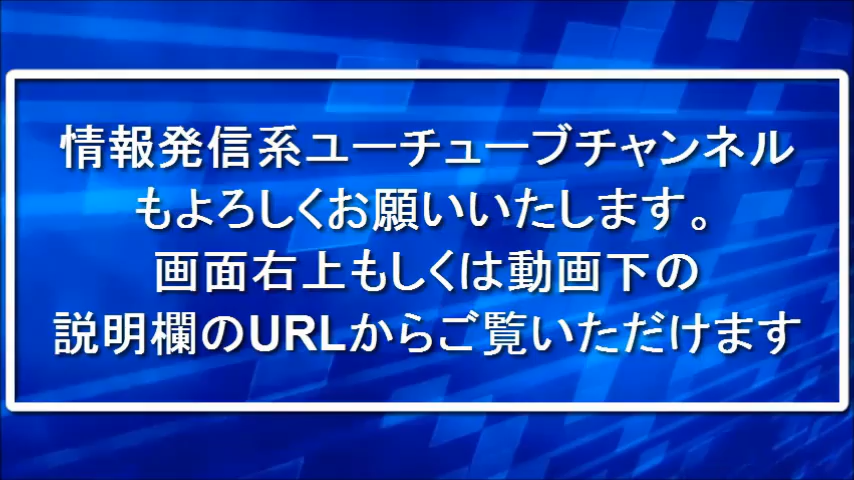 情報発信系ユーチューブチャンネル
もよろしくお願いいたします。
画面右上もしくは動画下の
説明欄のURLからご覧いただけます